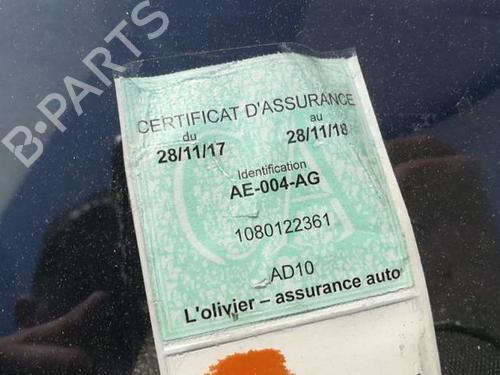 B-PARTS
CERTIFICAT D'ASSURANCE
du au
28/11/17 28/11/18
Identification
AE-004-AG
1080122361
AD10
L'olivier – assurance auto